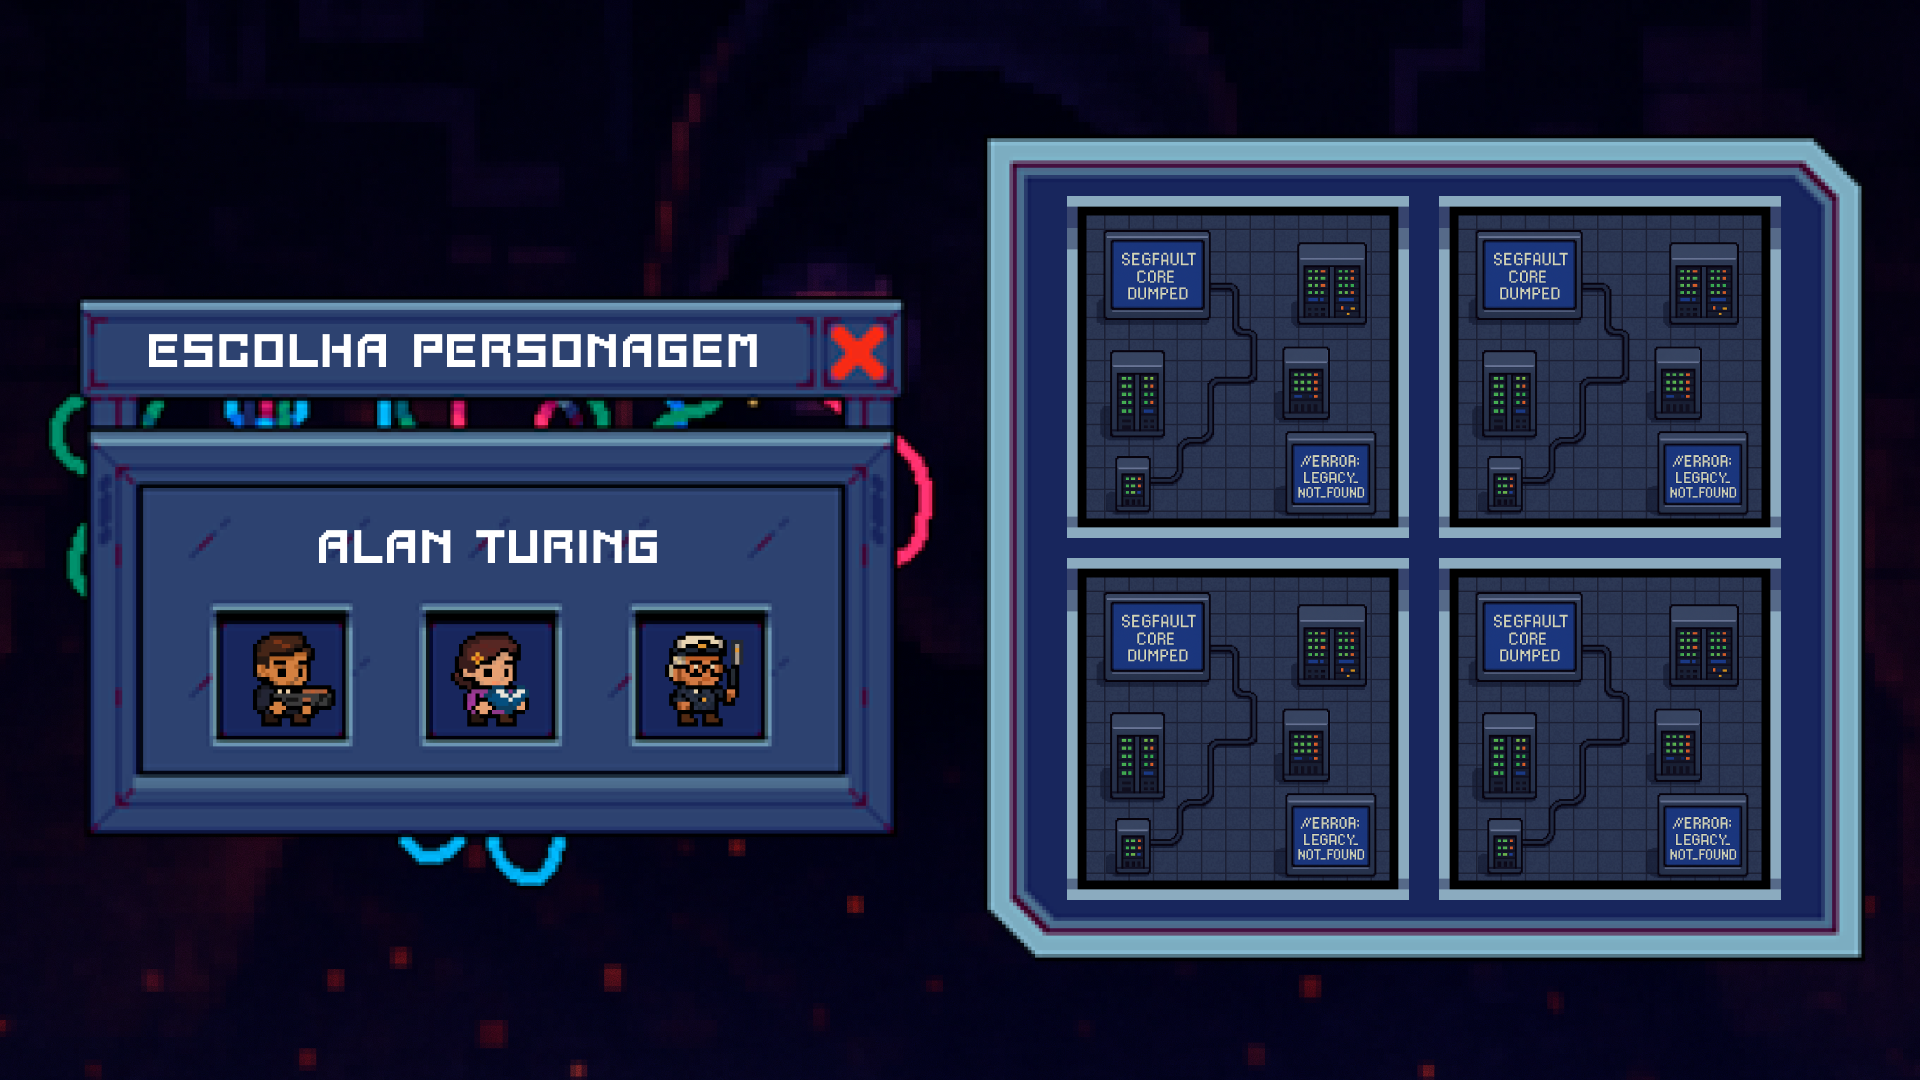 ESCOLHA PERSONAGEM
ALAN TURING
SEGFAULT
CORE
DUMPED
//ERROR:
LEGACY_
NOT_FOUND
SEGFAULT
CORE
DUMPED
//ERROR:
LEGACY_
NOT_FOUND
SEGFAULT
CORE
DUMPED
//ERROR:
LEGACY_
NOT_FOUND
SEGFAULT
CORE
DUMPED
//ERROR:
LEGACY_
NOT_FOUND